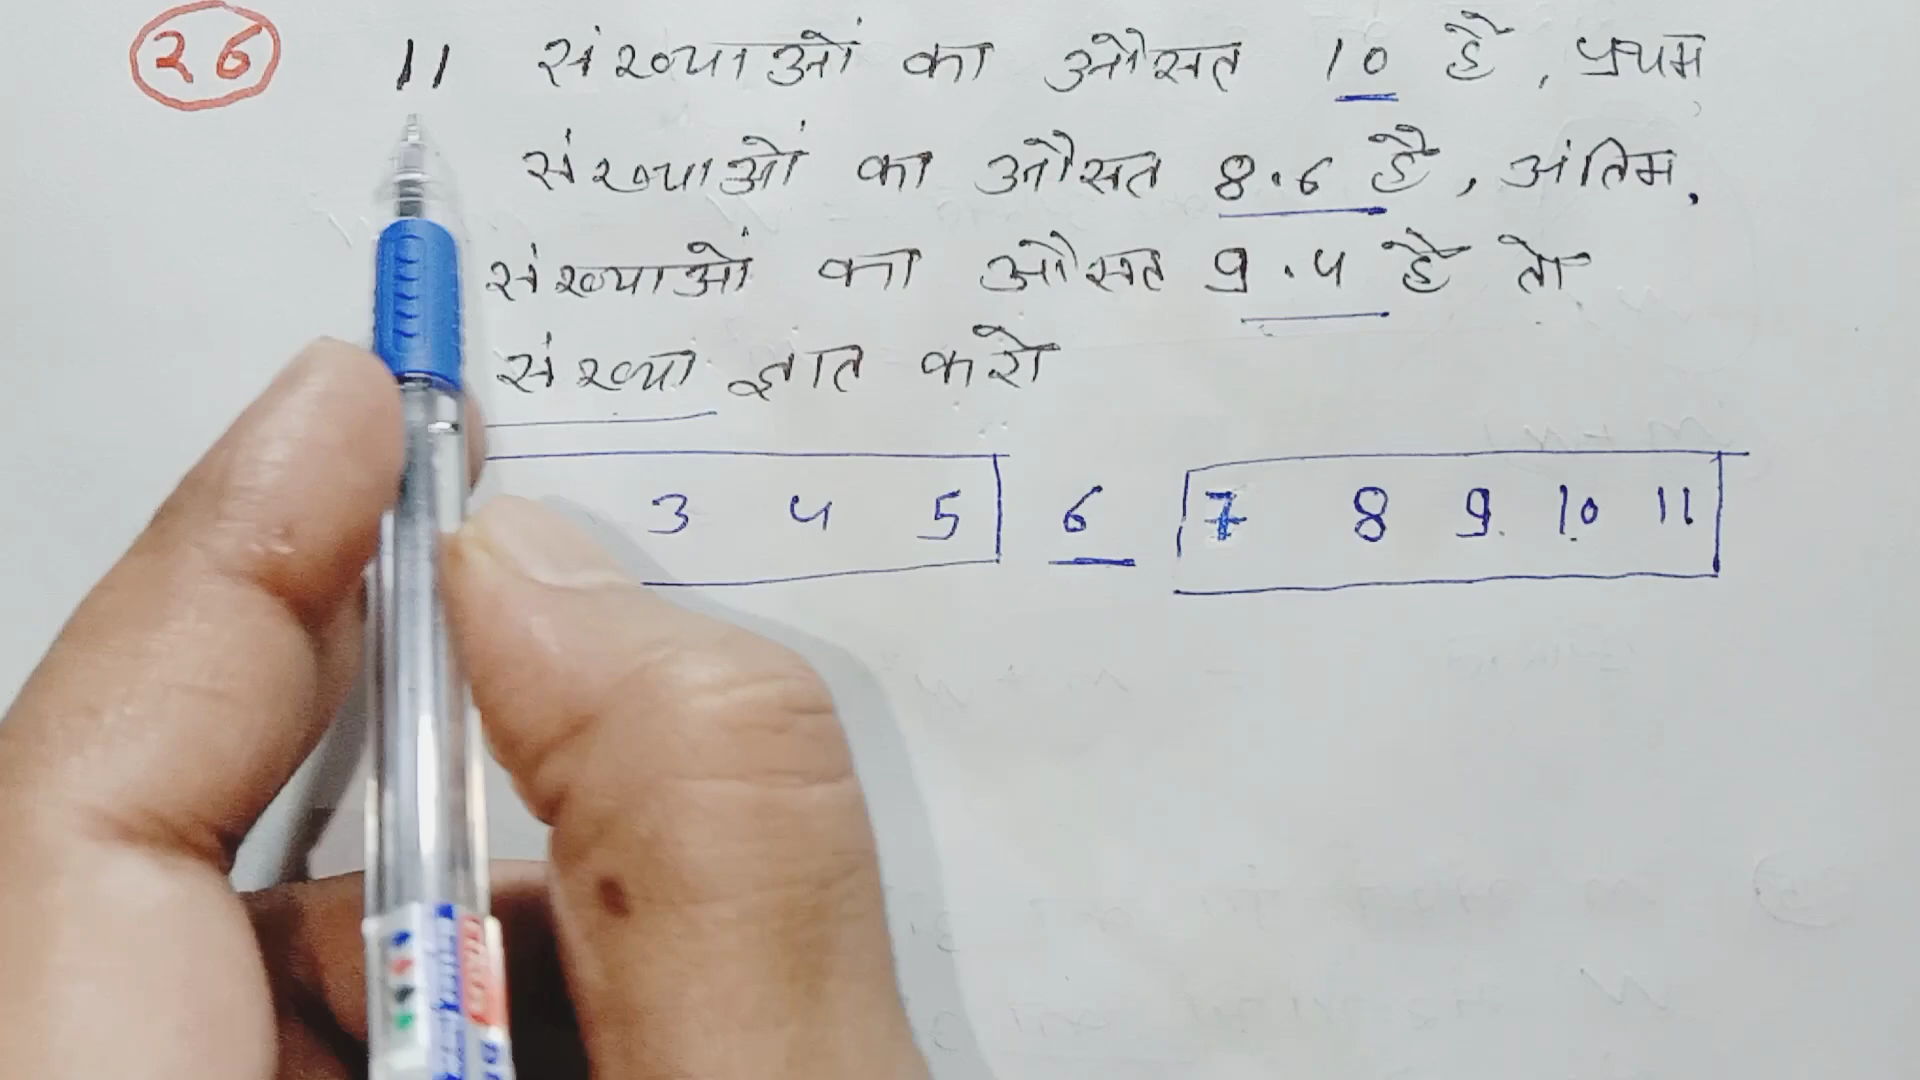 26 11 संख्याओं का औसत 10 है, प्रथम
संख्याओं का औसत 8.6 है, अंतिम,
संख्याओं का औसत 9.4 है तो
संख्या ज्ञात करो
3 4 5 6 7 8 9 10 11